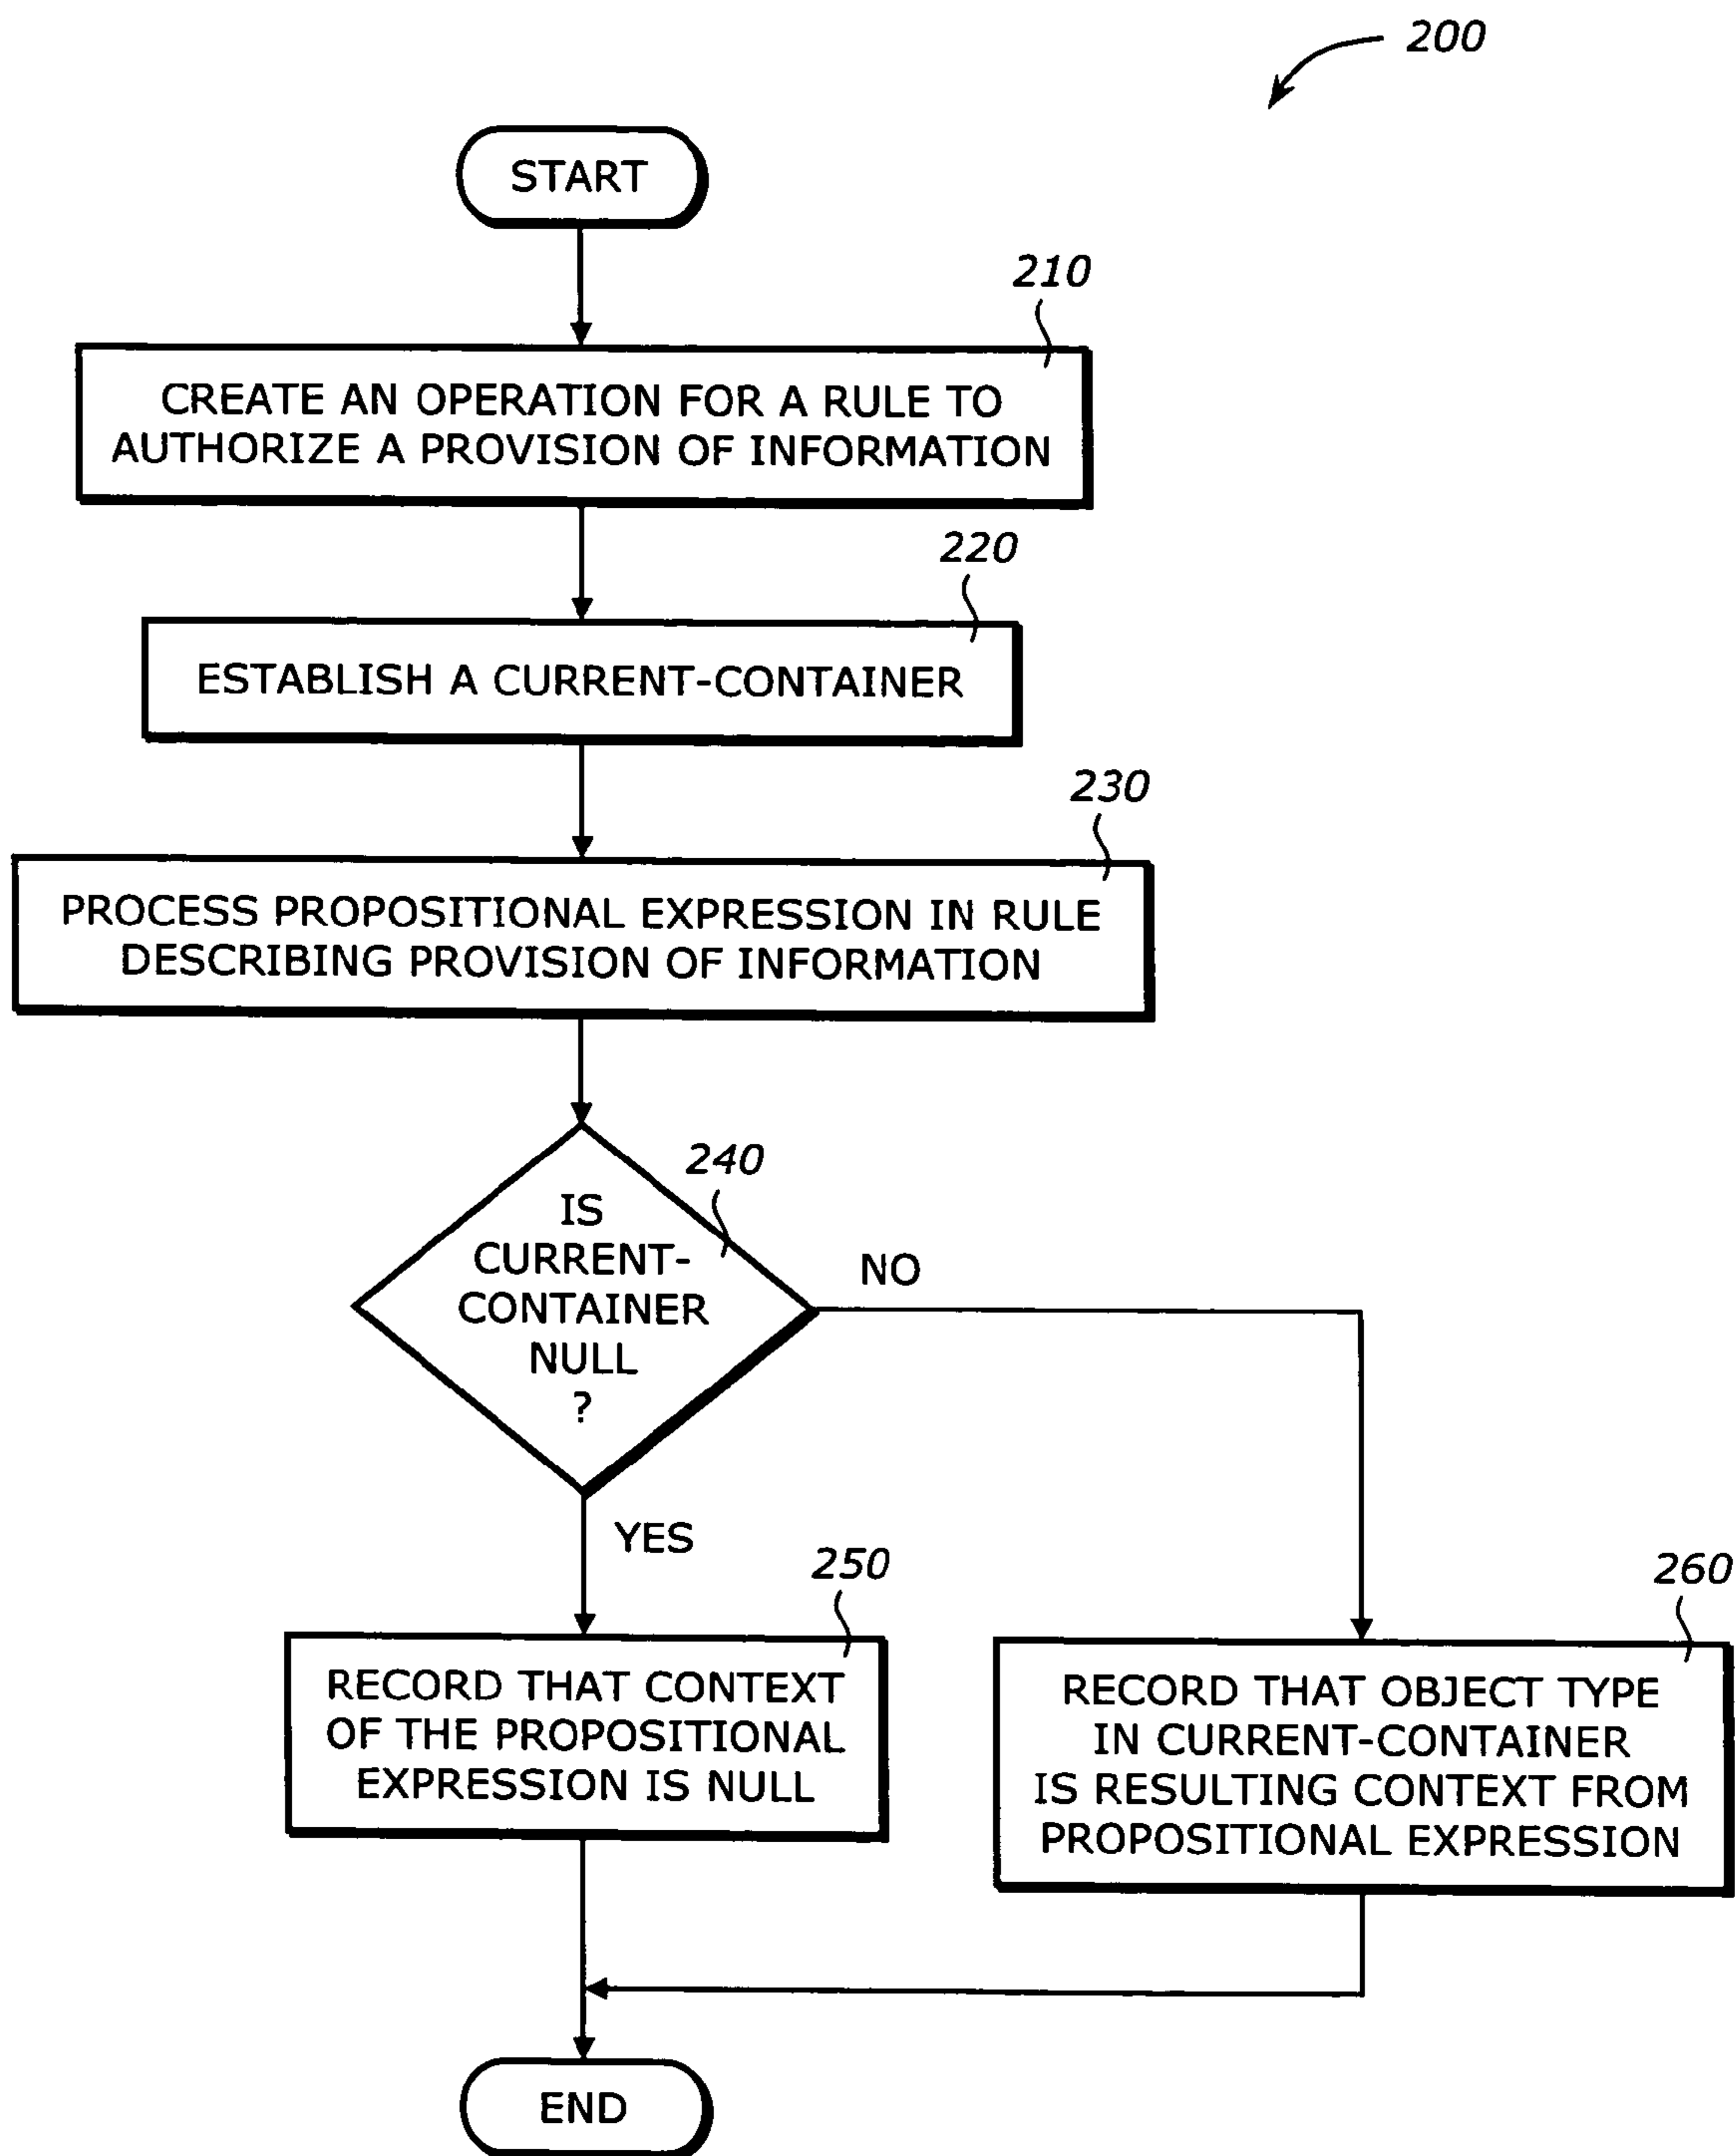 200
START
210
CREATE AN OPERATION FOR A RULE TO
AUTHORIZE A PROVISION OF INFORMATION
220
ESTABLISH A CURRENT-CONTAINER
230
PROCESS PROPOSITIONAL EXPRESSION IN RULE
DESCRIBING PROVISION OF INFORMATION
240
IS
CURRENT-
CONTAINER
NULL
?
NO
YES
250
RECORD THAT CONTEXT
OF THE PROPOSITIONAL
EXPRESSION IS NULL
260
RECORD THAT OBJECT TYPE
IN CURRENT-CONTAINER
IS RESULTING CONTEXT FROM
PROPOSITIONAL EXPRESSION
END